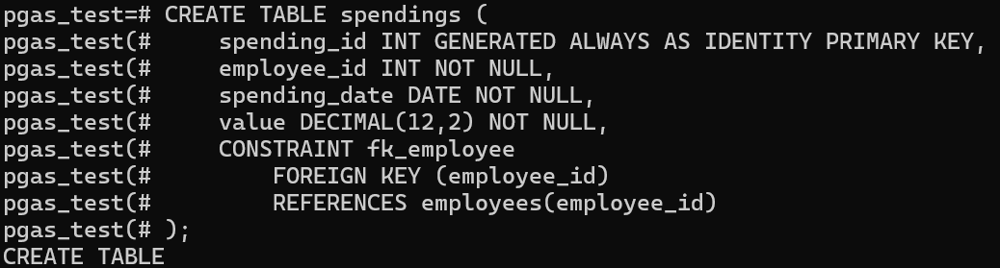 pgas_test=# CREATE TABLE spendings (
pgas_test(#     spending_id INT GENERATED ALWAYS AS IDENTITY PRIMARY KEY,
pgas_test(#     employee_id INT NOT NULL,
pgas_test(#     spending_date DATE NOT NULL,
pgas_test(#     value DECIMAL(12,2) NOT NULL,
pgas_test(#     CONSTRAINT fk_employee
pgas_test(#         FOREIGN KEY (employee_id)
pgas_test(#         REFERENCES employees(employee_id)
pgas_test(# );
CREATE TABLE